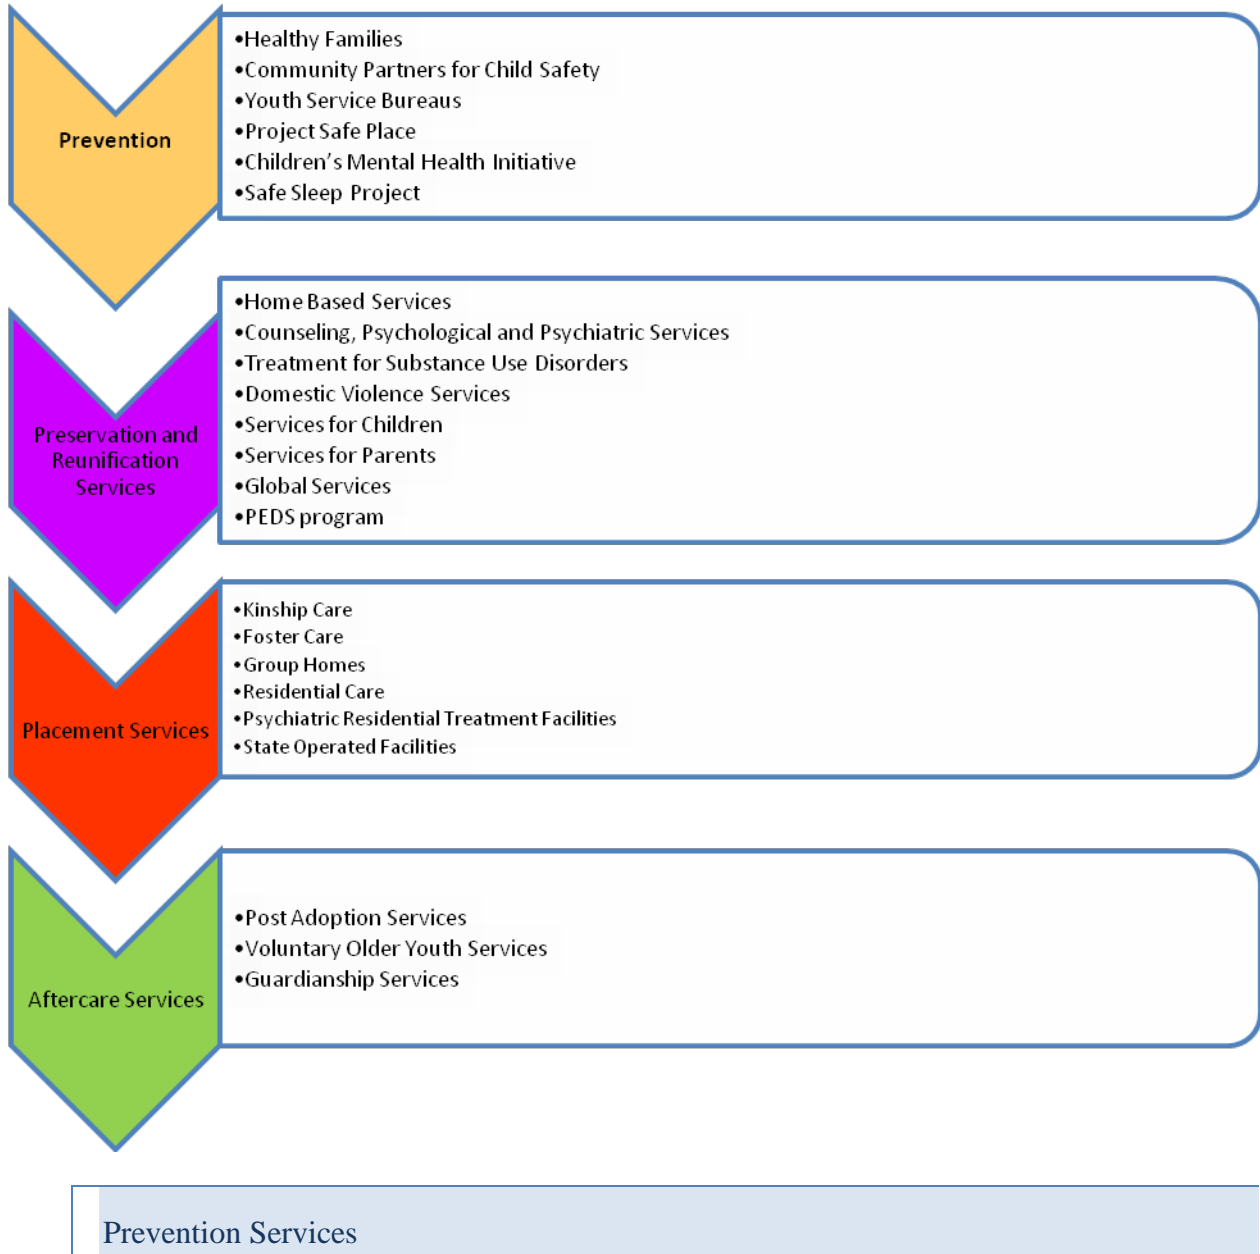 Prevention
•Healthy Families
•Community Partners for Child Safety
•Youth Service Bureaus
•Project Safe Place
•Children’s Mental Health Initiative
•Safe Sleep Project
Preservation and
Reunification
Services
•Home Based Services
•Counseling, Psychological and Psychiatric Services
•Treatment for Substance Use Disorders
•Domestic Violence Services
•Services for Children
•Services for Parents
•Global Services
•PEDS program
Placement Services
•Kinship Care
•Foster Care
•Group Homes
•Residential Care
•Psychiatric Residential Treatment Facilities
•State Operated Facilities
Aftercare Services
•Post Adoption Services
•Voluntary Older Youth Services
•Guardianship Services
Prevention Services